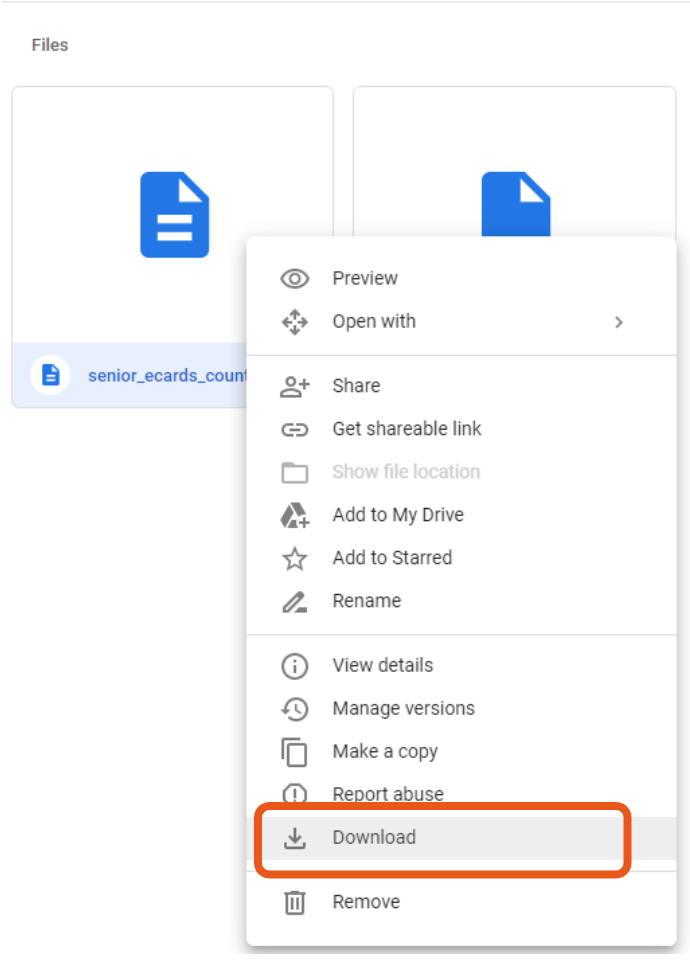 Files
senior_ecards_count
Preview
Open with
Share
Get shareable link
Show file location
Add to My Drive
Add to Starred
Rename
View details
Manage versions
Make a copy
Report abuse
Download
Remove